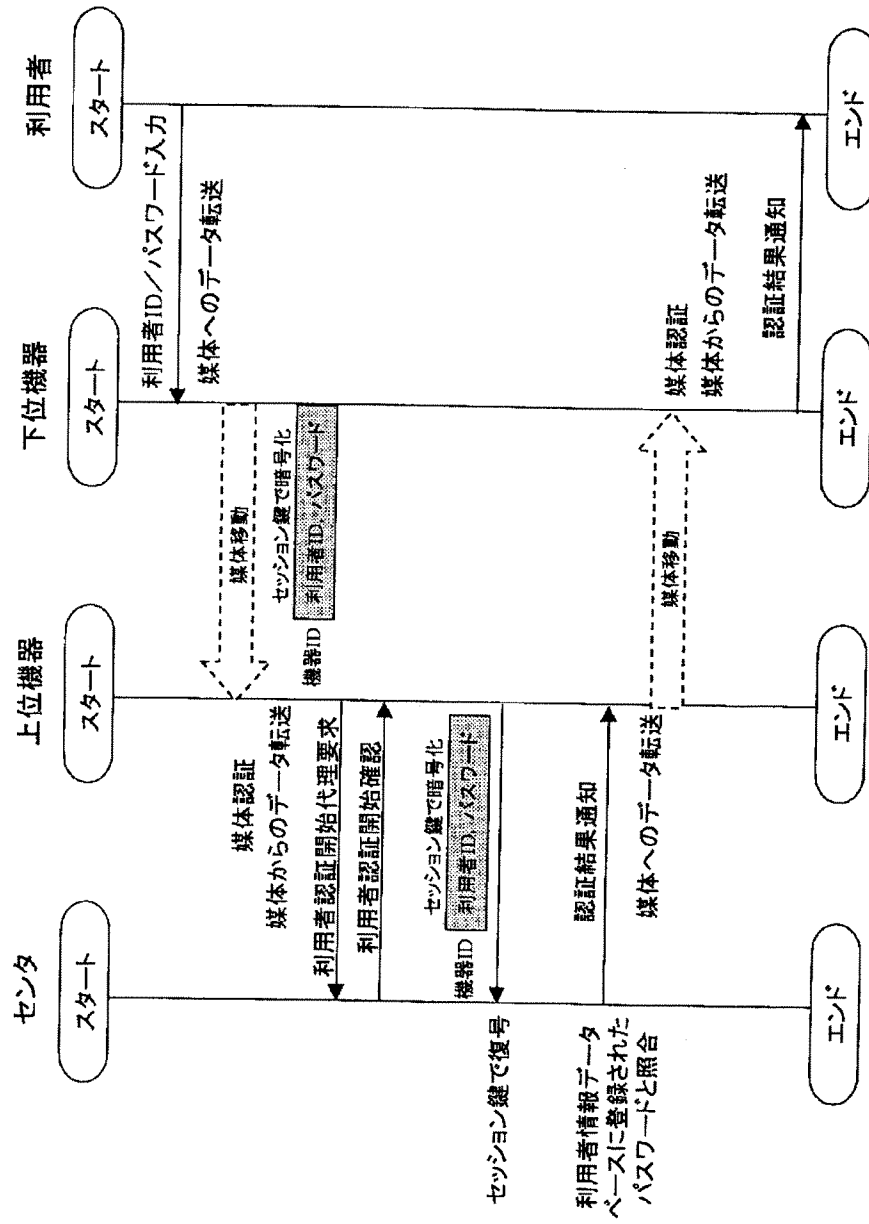 センタ
上位機器
下位機器
利用者
スタート
スタート
スタート
スタート
利用者ID／パスワード入力
媒体へのデータ転送
媒体移動
セッション鍵で暗号化
機器ID
利用者ID, パスワード
媒体認証
媒体からのデータ転送
利用者認証開始代理要求
利用者認証開始確認
セッション鍵で暗号化
機器ID
利用者ID, パスワード
セッション鍵で復号
利用者情報データ
ベースに登録された
パスワードと照合
認証結果通知
媒体へのデータ転送
媒体移動
媒体認証
媒体からのデータ転送
認証結果通知
エンド
エンド
エンド
エンド